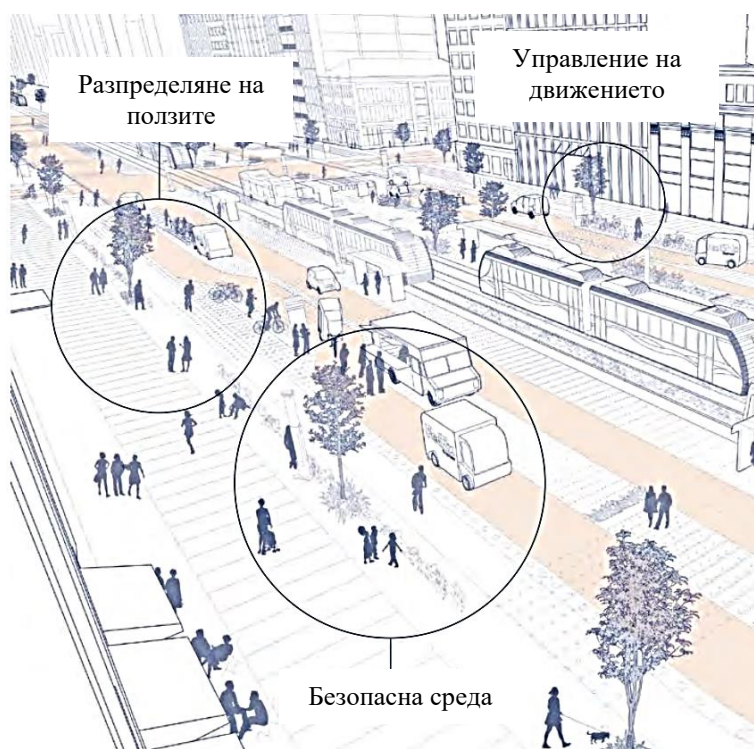 Разпределяне на
ползите
Управление на
движението
Безопасна среда